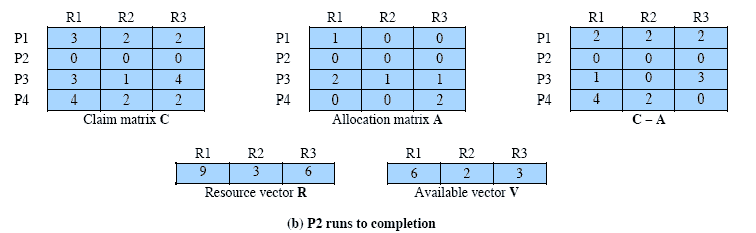 R1 R2 R3 R1 R2 R3 R1 R2 R3
P1 3 2 2 P1 1 0 0 P1 2 2 2
P2 0 0 0 P2 0 0 0 P2 0 0 0
P3 3 1 4 P3 2 1 1 P3 1 0 3
P4 4 2 2 P4 0 0 2 P4 4 2 0
Claim matrix C Allocation matrix A C – A
R1 R2 R3 R1 R2 R3
9 3 6 6 2 3
Resource vector R Available vector V
(b) P2 runs to completion